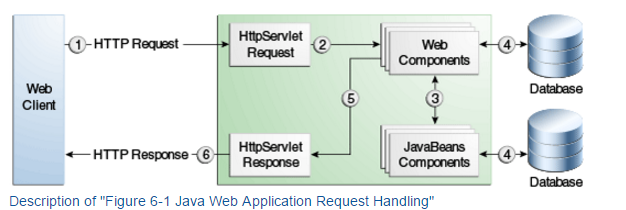 Web
Client
1 HTTP Request
HttpServlet
Request
2
Web
Components
4
Database
5
3
HTTP Response 6
HttpServlet
Response
JavaBeans
Components
4
Database
Description of "Figure 6-1 Java Web Application Request Handling"